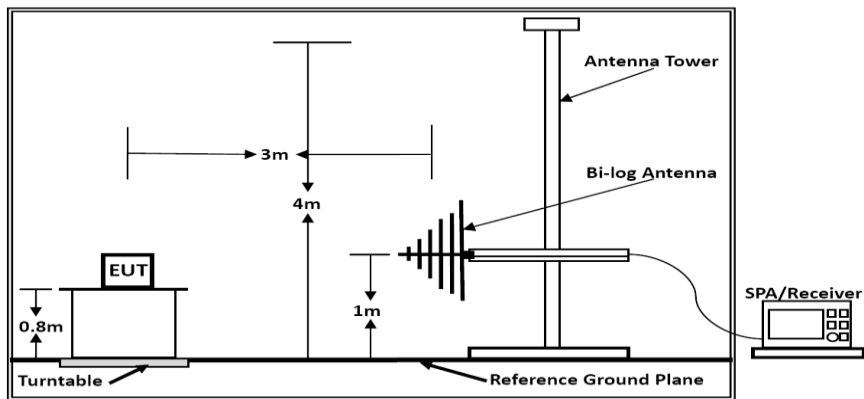 Antenna Tower
3m
Bi-log Antenna
4m
EUT
SPA/Receiver
0.8m
1m
Turntable
Reference Ground Plane